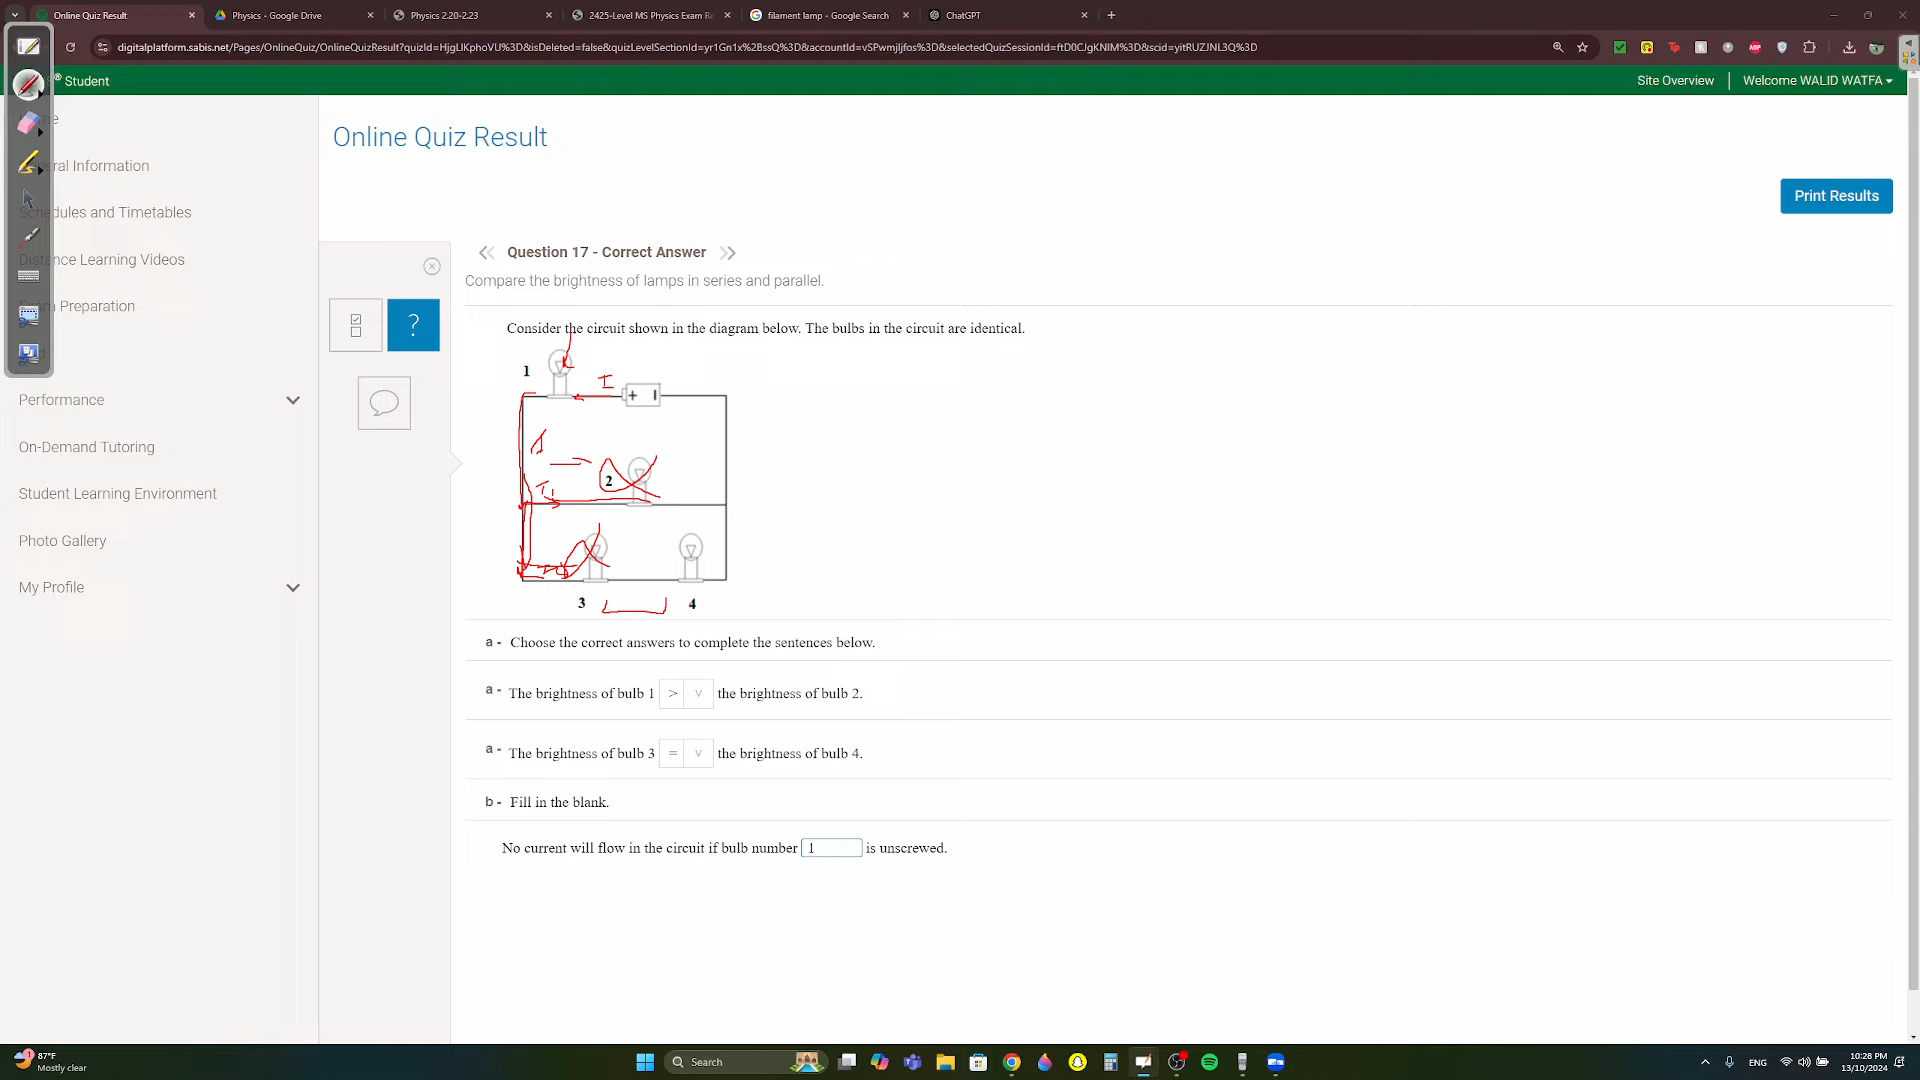 Online Quiz Result
Physics - Google Drive
Physics 2.20-2.23
2425-Level MS Physics Exam Re
filament lamp - Google Search
ChatGPT
digitalplatform.sabis.net/Pages/OnlineQuiz/OnlineQuizResult?quizId=HjgLIKphoVU%3D&isDeleted=false&quizLevelSectionId=yr1Gn1x%2BssQ%3D&accountId=vSPwmjIjfos%3D&selectedQuizSessionId=ftD0CJgKNIM%3D&scid=yitRUZJNL3Q%3D
® Student
Site Overview
Welcome WALID WATFA
Schedules and Timetables
Distance Learning Videos
Preparation
Performance
On-Demand Tutoring
Student Learning Environment
Photo Gallery
My Profile
Online Quiz Result
Print Results
?
Question 17 - Correct Answer
Compare the brightness of lamps in series and parallel.
Consider the circuit shown in the diagram below. The bulbs in the circuit are identical.
1
I
+
2
I1
3
4
a - Choose the correct answers to complete the sentences below.
a - The brightness of bulb 1 > v the brightness of bulb 2.
a - The brightness of bulb 3 = v the brightness of bulb 4.
b - Fill in the blank.
No current will flow in the circuit if bulb number 1 is unscrewed.
87°F
Mostly clear
Search
ENG
10:28 PM
13/10/2024